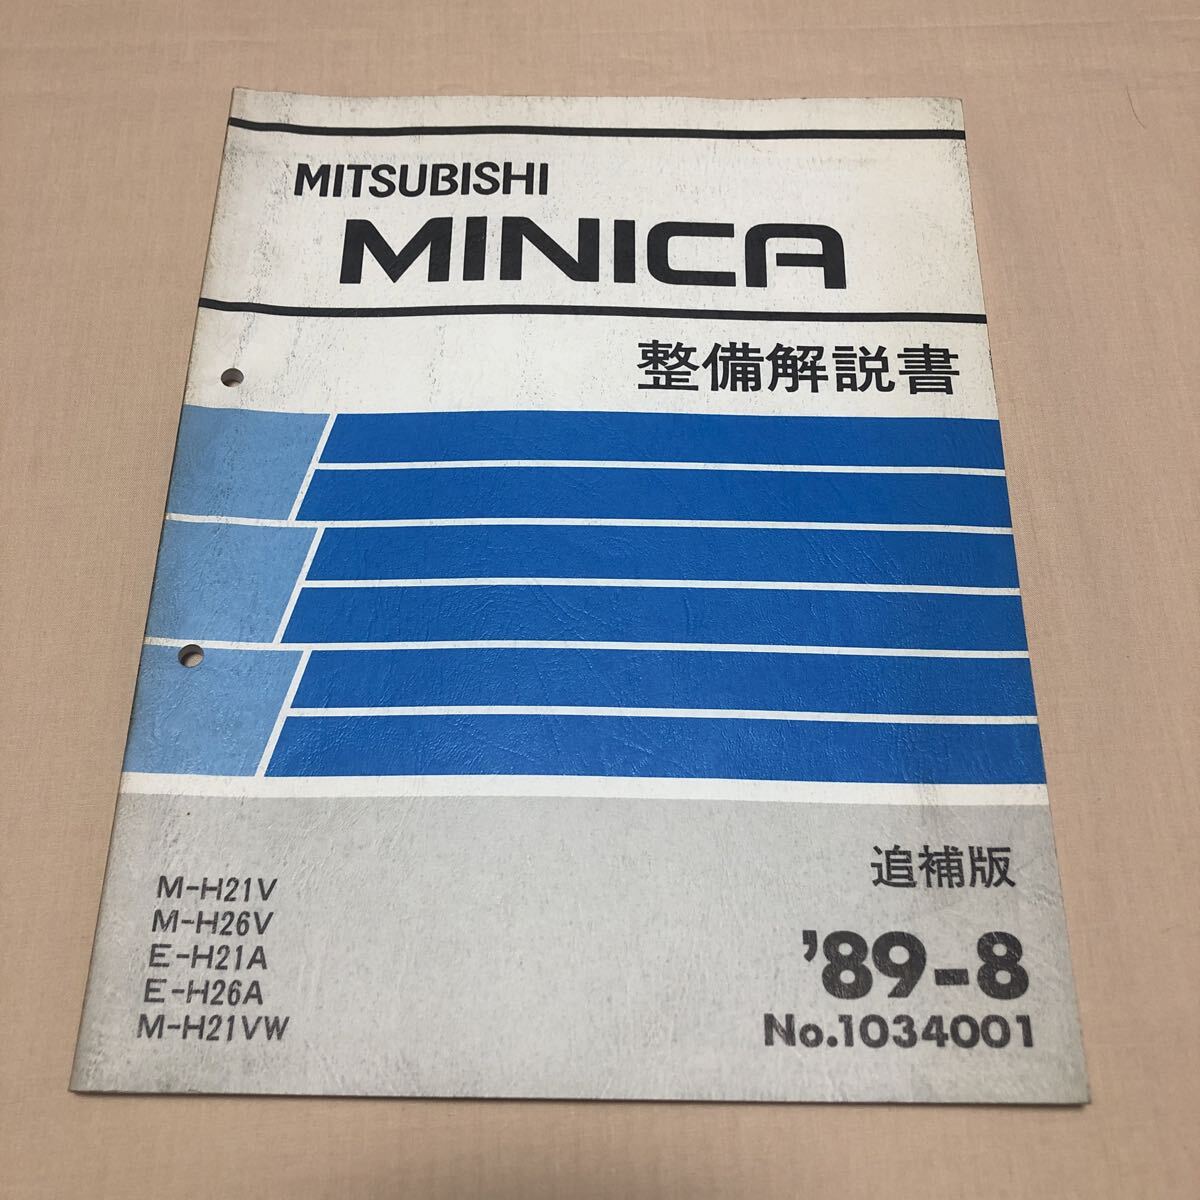 MITSUBISHI
MINICA
整備解説書
M-H21V
M-H26V
E-H21A
E-H26A
M-H21VW
追補版
'89-8
No.1034001